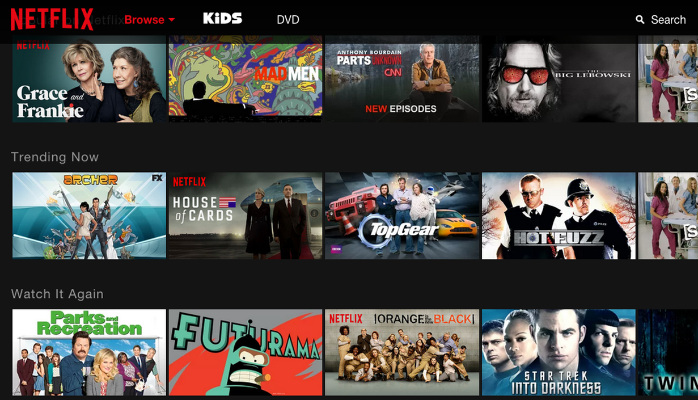 NETFLIX
Browse
KiDS
DVD
Search
NETFLIX
Grace and
Frankie
MADMEN
ANTHONY BOURDAIN
PARTS UNKNOWN
CNN
NEW EPISODES
THE
BIG LEBOWSKI
S
Trending Now
ARCHER
FX
NETFLIX
HOUSE
of CARDS
TopGear
BBC
HOT FUZZ
S
Watch It Again
Parks and
Recreation
FUTURAMA
NETFLIX
ORANGE IS THE NEW BLACK
STAR TREK
INTO DARKNESS
TWIN